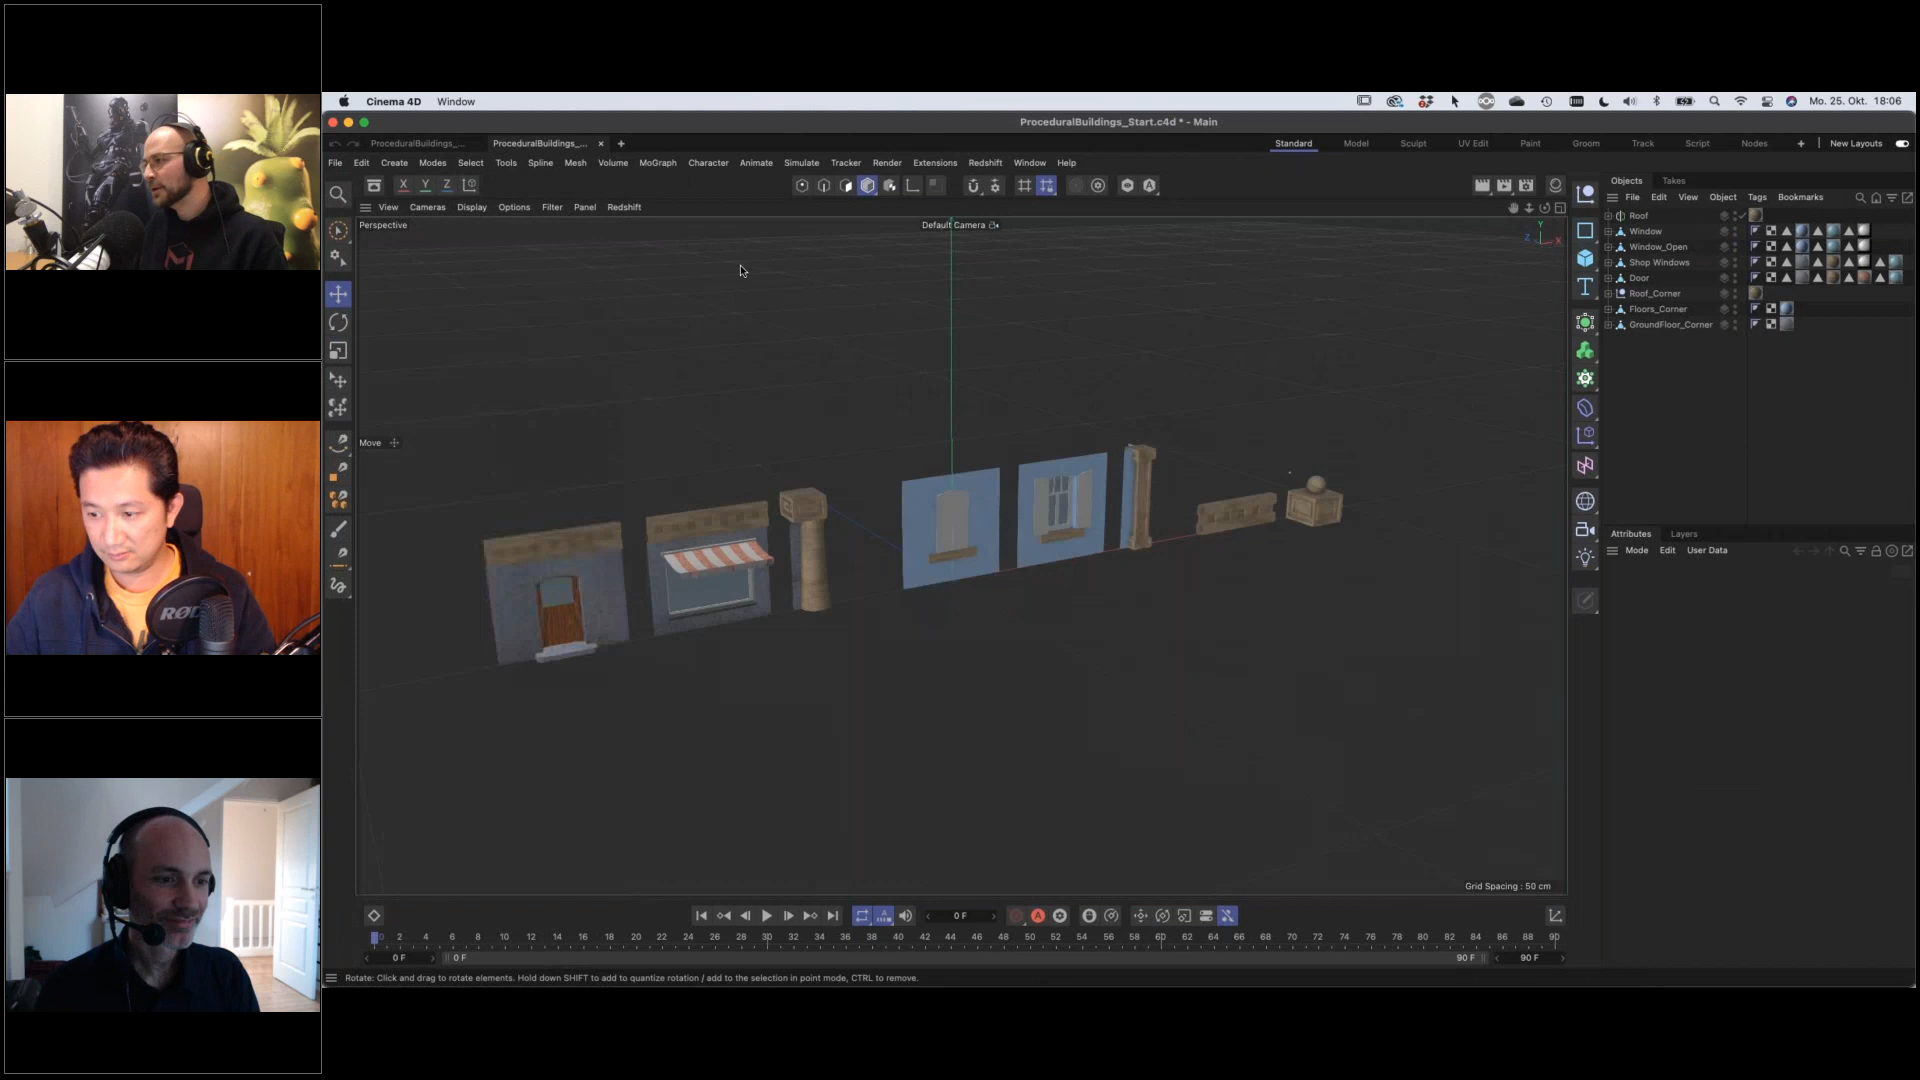 Cinema 4D Window
Mo. 25. Okt. 18:06
ProceduralBuildings_Start.c4d * - Main
ProceduralBuildings_...
ProceduralBuildings_...
Standard Model Sculpt UV Edit Paint Groom Track Script Nodes New Layouts
File Edit Create Modes Select Tools Spline Mesh Volume MoGraph Character Animate Simulate Tracker Render Extensions Redshift Window Help
X Y Z
View Cameras Display Options Filter Panel Redshift
Perspective
Default Camera
Y
Z
X
Move
Grid Spacing : 50 cm
Objects Takes
File Edit View Object Tags Bookmarks
Roof
Window
Window_Open
Shop Windows
Door
Roof_Corner
Floors_Corner
GroundFloor_Corner
Attributes Layers
Mode Edit User Data
RØDE
0 F
0 2 4 6 8 10 12 14 16 18 20 22 24 26 28 30 32 34 36 38 40 42 44 46 48 50 52 54 56 58 60 62 64 66 68 70 72 74 76 78 80 82 84 86 88 90
0 F
0 F
90 F
90 F
Rotate: Click and drag to rotate elements. Hold down SHIFT to add to quantize rotation / add to the selection in point mode, CTRL to remove.